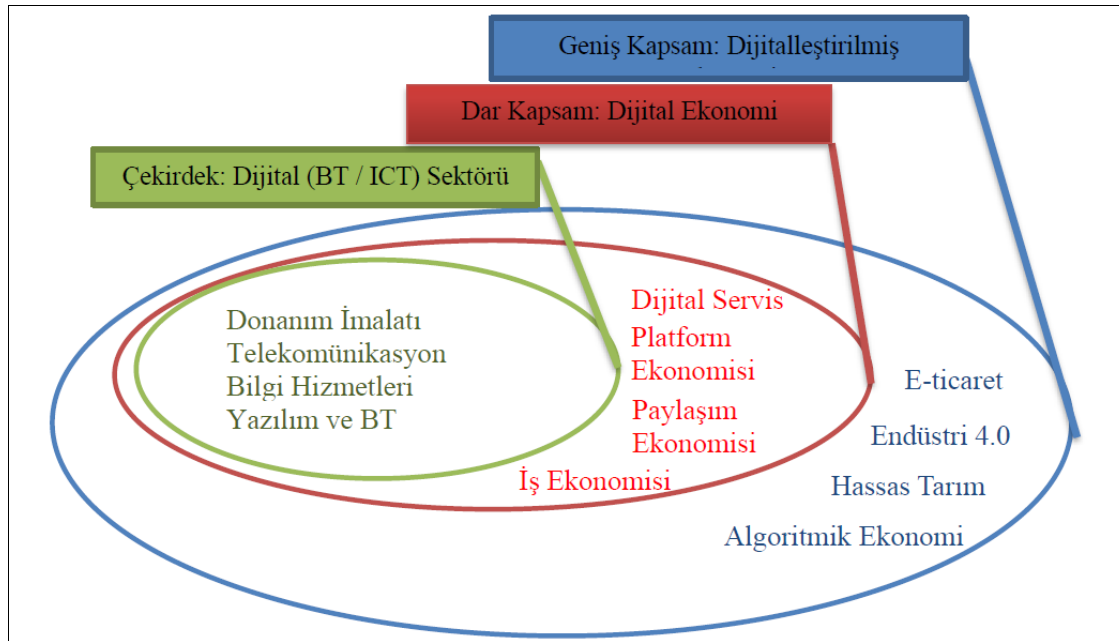 Geniş Kapsam: Dijitalleştirilmiş
Dar Kapsam: Dijital Ekonomi
Çekirdek: Dijital (BT / ICT) Sektörü
Donanım İmalatı
Telekomünikasyon
Bilgi Hizmetleri
Yazılım ve BT
Dijital Servis
Platform
Ekonomisi
Paylaşım
Ekonomisi
İş Ekonomisi
E-ticaret
Endüstri 4.0
Hassas Tarım
Algoritmik Ekonomi